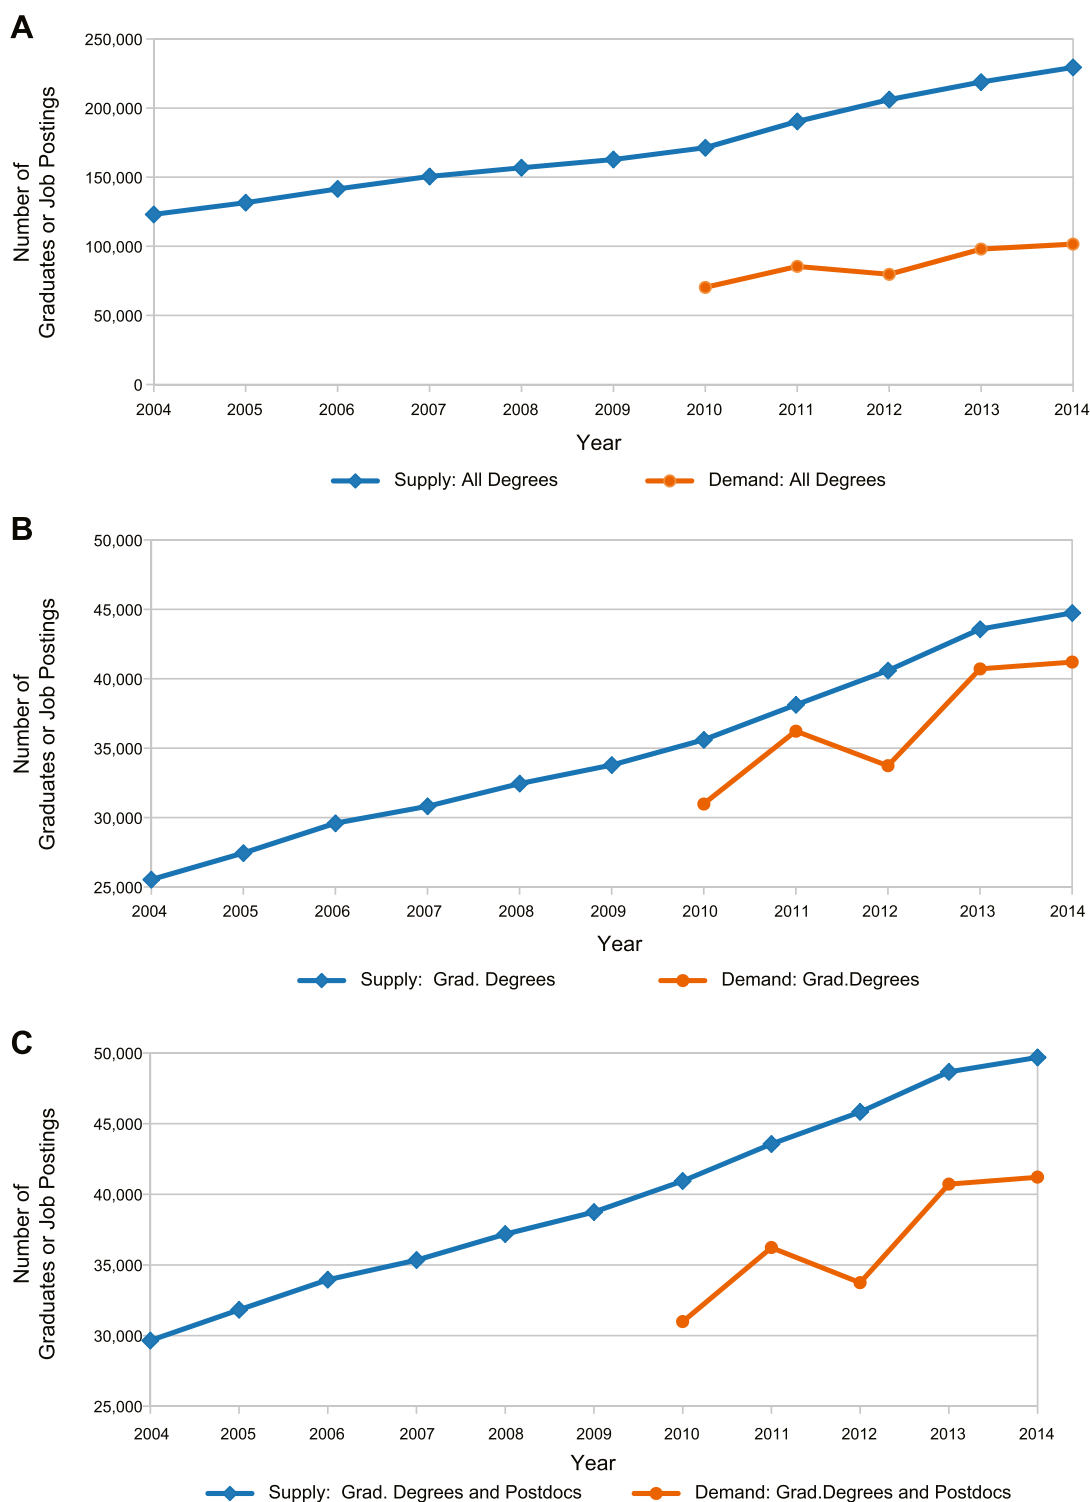 A
250,000
200,000
150,000
100,000
50,000
0
Number of
Graduates or Job Postings
2004 2005 2006 2007 2008 2009 2010 2011 2012 2013 2014
Year
Supply: All Degrees Demand: All Degrees
B
50,000
45,000
40,000
35,000
30,000
25,000
Number of
Graduates or Job Postings
2004 2005 2006 2007 2008 2009 2010 2011 2012 2013 2014
Year
Supply: Grad. Degrees Demand: Grad.Degrees
C
50,000
45,000
40,000
35,000
30,000
25,000
Number of
Graduates or Job Postings
2004 2005 2006 2007 2008 2009 2010 2011 2012 2013 2014
Year
Supply: Grad. Degrees and Postdocs Demand: Grad.Degrees and Postdocs